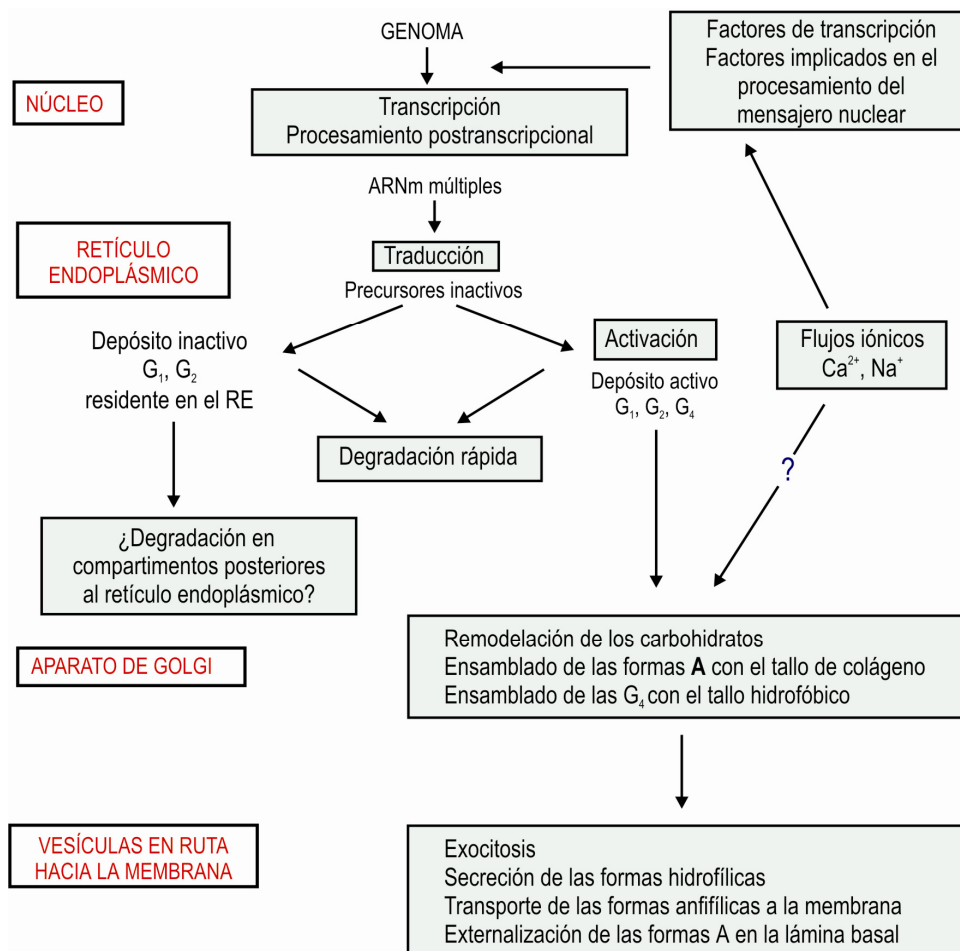 GENOMA
Factores de transcripción
Factores implicados en el
procesamiento del
mensajero nuclear
NÚCLEO
Transcripción
Procesamiento postranscripcional
ARNm múltiples
RETÍCULO
ENDOPLÁSMICO
Traducción
Precursores inactivos
Depósito inactivo
G₁, G₂
residente en el RE
Activación
Depósito activo
G₁, G₂, G₄
Flujos iónicos
Ca²⁺, Na⁺
Degradación rápida
?
¿Degradación en
compartimentos posteriores
al retículo endoplásmico?
APARATO DE GOLGI
Remodelación de los carbohidratos
Ensamblado de las formas A con el tallo de colágeno
Ensamblado de las G₄ con el tallo hidrofóbico
VESÍCULAS EN RUTA
HACIA LA MEMBRANA
Exocitosis
Secreción de las formas hidrofílicas
Transporte de las formas anfifílicas a la membrana
Externalización de las formas A en la lámina basal